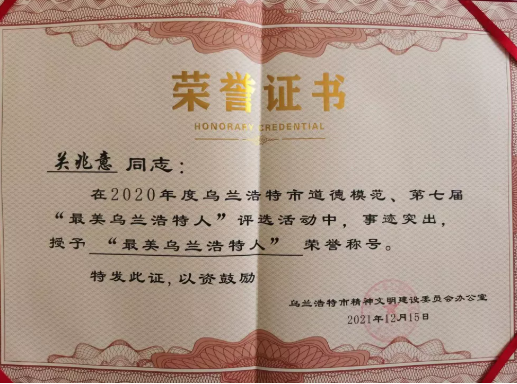 荣誉证书
HONORARY CREDENTIAL
关兆意 同志：
在2020年度乌兰浩特市道德模范、第七届
“最美乌兰浩特人”评选活动中，事迹突出，
授予 “最美乌兰浩特人” 荣誉称号。
特发此证，以资鼓励
乌兰浩特市精神文明建设委员会办公室
2021年12月15日